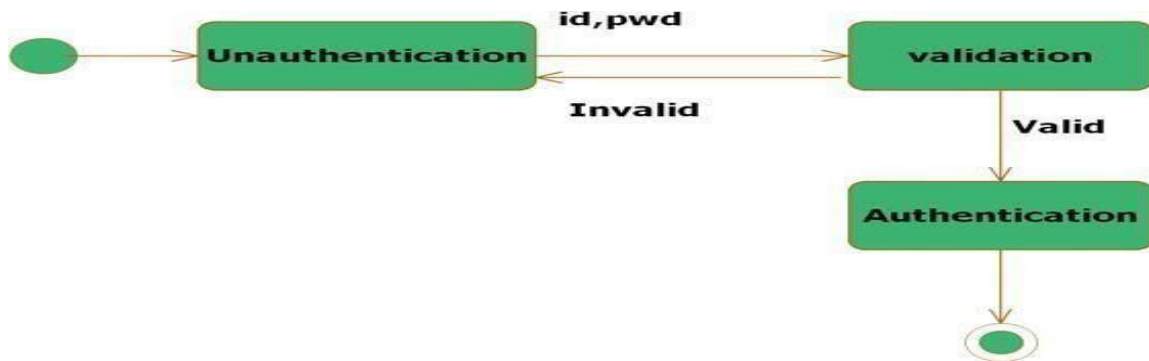 id,pwd
Unauthentication
validation
Invalid
Valid
Authentication